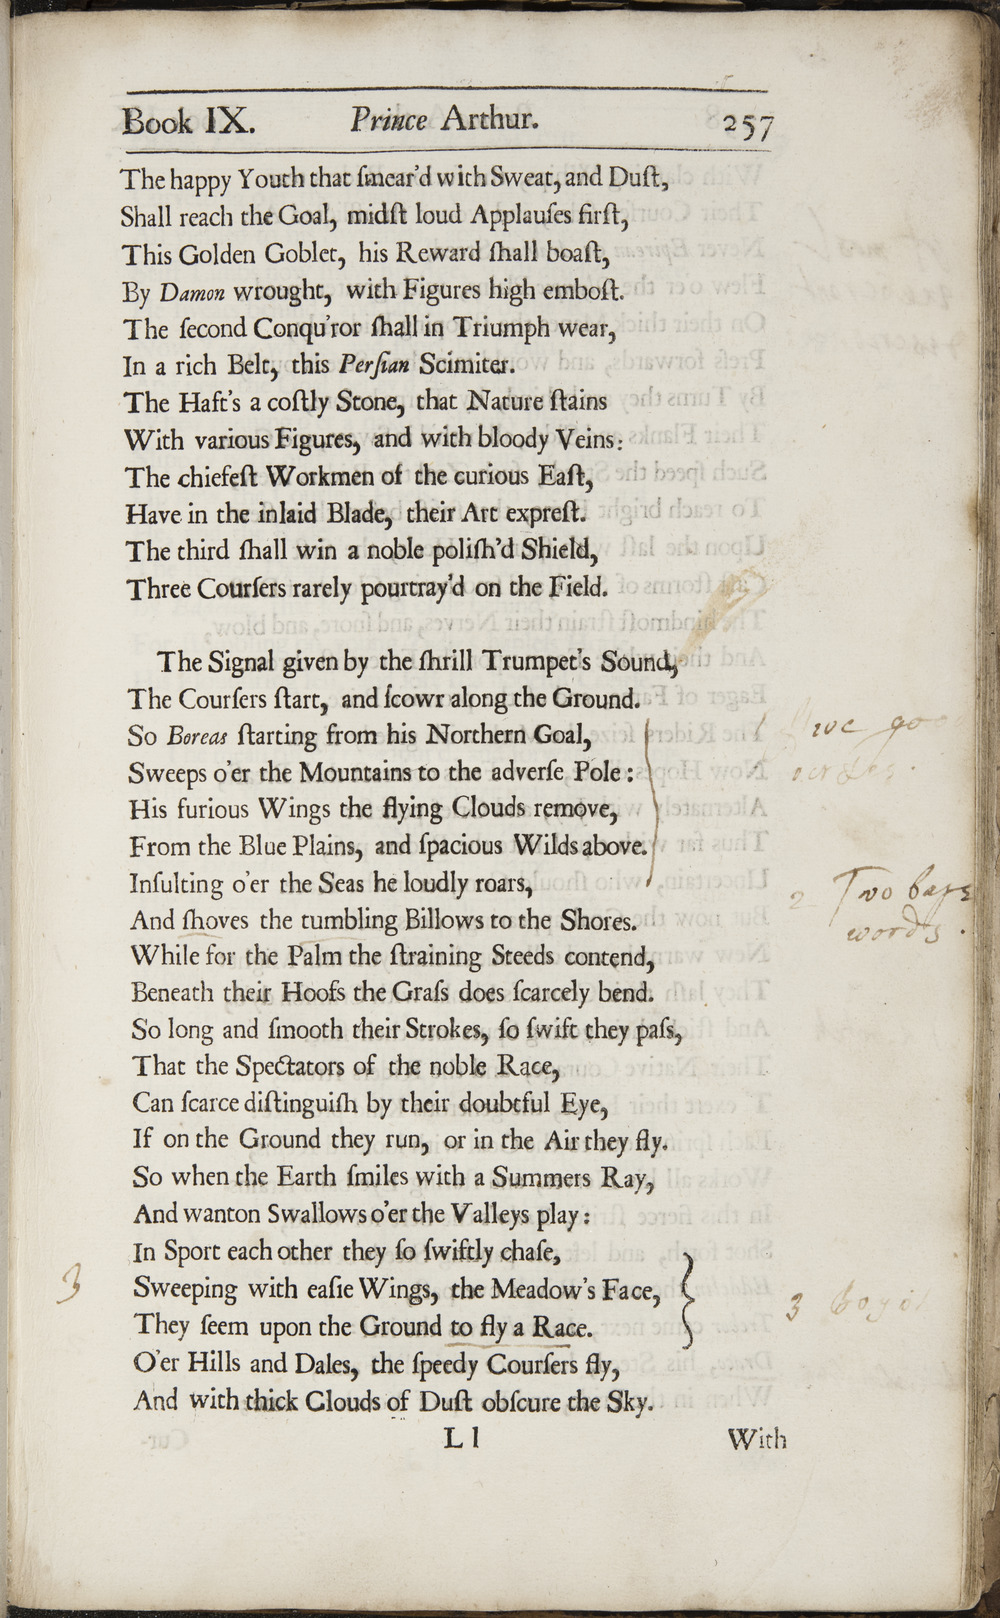 Book IX. Prince Arthur. 257
The happy Youth that ſmear'd with Sweat, and Duſt,
Shall reach the Goal, midſt loud Applauſes firſt,
This Golden Goblet, his Reward ſhall boaſt,
By Damon wrought, with Figures high emboſt.
The ſecond Conqu'ror ſhall in Triumph wear,
In a rich Belt, this Perſian Scimiter.
The Haft's a coſtly Stone, that Nature ſtains
With various Figures, and with bloody Veins:
The chiefeſt Workmen of the curious Eaſt,
Have in the inlaid Blade, their Art expreſt.
The third ſhall win a noble poliſh'd Shield,
Three Courſers rarely pourtray'd on the Field.
The Signal given by the ſhrill Trumpet's Sound,
The Courſers ſtart, and ſcowr along the Ground.
So Boreas ſtarting from his Northern Goal,
Sweeps o'er the Mountains to the adverſe Pole:
His furious Wings the flying Clouds remove,
From the Blue Plains, and ſpacious Wilds above.
Inſulting o'er the Seas he loudly roars,
And ſhoves the tumbling Billows to the Shores.
2 Two base
words.
While for the Palm the ſtraining Steeds contend,
Beneath their Hoofs the Graſs does ſcarcely bend.
So long and ſmooth their Strokes, ſo ſwift they paſs,
That the Spectators of the noble Race,
Can ſcarce diſtinguiſh by their doubtful Eye,
If on the Ground they run, or in the Air they fly.
So when the Earth ſmiles with a Summers Ray,
And wanton Swallows o'er the Valleys play:
In Sport each other they ſo ſwiftly chaſe,
3 Sweeping with eaſie Wings, the Meadow's Face, 3
They ſeem upon the Ground to fly a Race.
O'er Hills and Dales, the ſpeedy Courſers fly,
And with thick Clouds of Duſt obſcure the Sky.
L l With